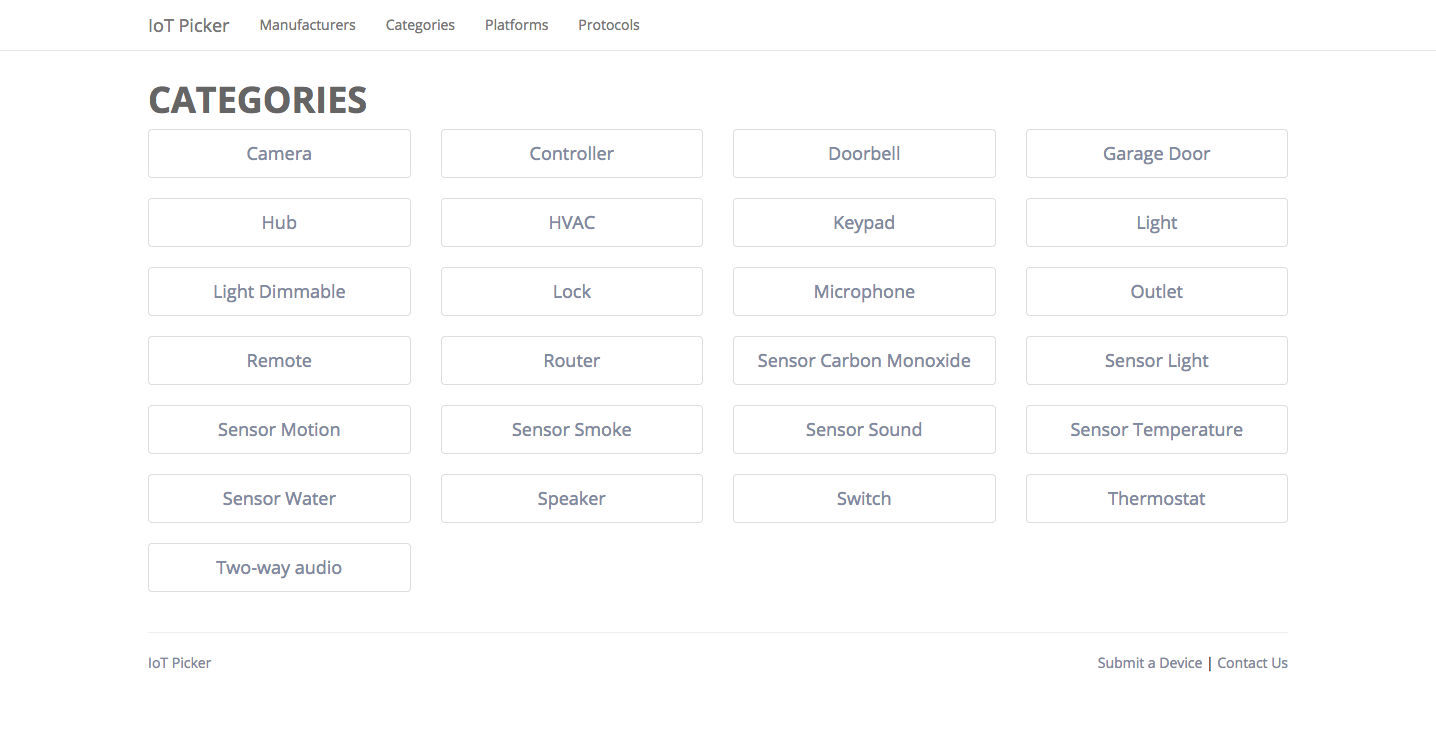 IoT Picker Manufacturers Categories Platforms Protocols
CATEGORIES
Camera Controller Doorbell Garage Door
Hub HVAC Keypad Light
Light Dimmable Lock Microphone Outlet
Remote Router Sensor Carbon Monoxide Sensor Light
Sensor Motion Sensor Smoke Sensor Sound Sensor Temperature
Sensor Water Speaker Switch Thermostat
Two-way audio
IoT Picker Submit a Device | Contact Us